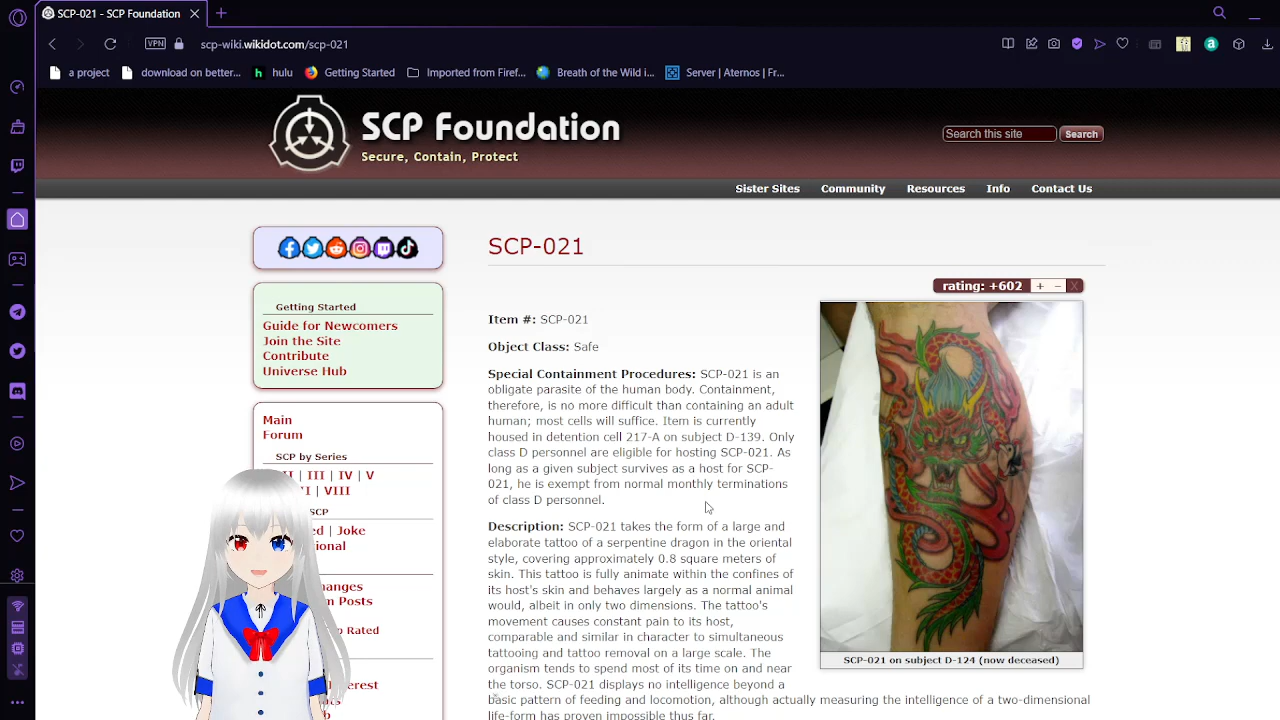 SCP-021 - SCP Foundation
VPN
scp-wiki.wikidot.com/scp-021
a project
download on better...
h hulu
Getting Started
Imported from Firef...
Breath of the Wild i...
Server | Aternos | Fr...
SCP Foundation
Secure, Contain, Protect
Search this site
Search
Sister Sites
Community
Resources
Info
Contact Us
Getting Started
Guide for Newcomers
Join the Site
Contribute
Universe Hub
Main
Forum
SCP by Series
II | III | IV | V
| VIII
SCP
ed | Joke
ional
hanges
m Posts
p Rated
SCP-021
rating: +602 + − X
Item #: SCP-021
Object Class: Safe
Special Containment Procedures: SCP-021 is an
obligate parasite of the human body. Containment,
therefore, is no more difficult than containing an adult
human; most cells will suffice. Item is currently
housed in detention cell 217-A on subject D-139. Only
class D personnel are eligible for hosting SCP-021. As
long as a given subject survives as a host for SCP-
021, he is exempt from normal monthly terminations
of class D personnel.
Description: SCP-021 takes the form of a large and
elaborate tattoo of a serpentine dragon in the oriental
style, covering approximately 0.8 square meters of
skin. This tattoo is fully animate within the confines of
its host's skin and behaves largely as a normal animal
would, albeit in only two dimensions. The tattoo's
movement causes constant pain to its host,
comparable and similar in character to simultaneous
tattooing and tattoo removal on a large scale. The
organism tends to spend most of its time on and near
the torso. SCP-021 displays no intelligence beyond a
basic pattern of feeding and locomotion, although actually measuring the intelligence of a two-dimensional
life-form has proven impossible thus far.
SCP-021 on subject D-124 (now deceased)